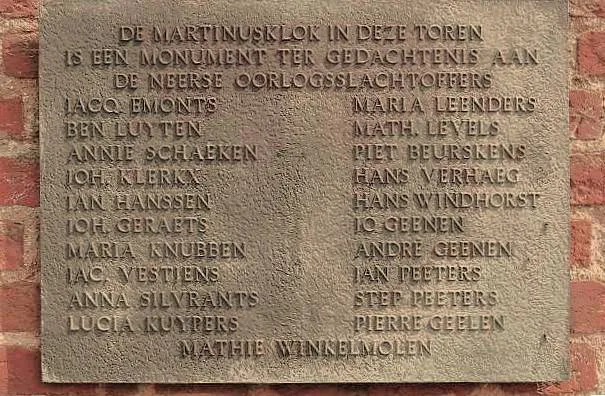 DE MARTINUSKLOK IN DEZE TOREN
IS EEN MONUMENT TER GEDACHTENIS AAN
DE NEERSE OORLOGSSLACHTOFFERS
JACQ. EMONTS
BEN LUYTEN
ANNIE SCHAEKEN
JOH. KLERKX
JAN HANSSEN
JOH. GERAETS
MARIA KNUBBEN
JAC. VESTJENS
ANNA SILVRANTS
LUCIA KUYPERS
MARIA LEENDERS
MATH. LEVELS
PIET BEURSKENS
HANS VERHAEG
HANS WINDHORST
JO GEENEN
ANDRE GEENEN
JAN PEETERS
STEP PEETERS
PIERRE GEELEN
MATHIE WINKELMOLEN